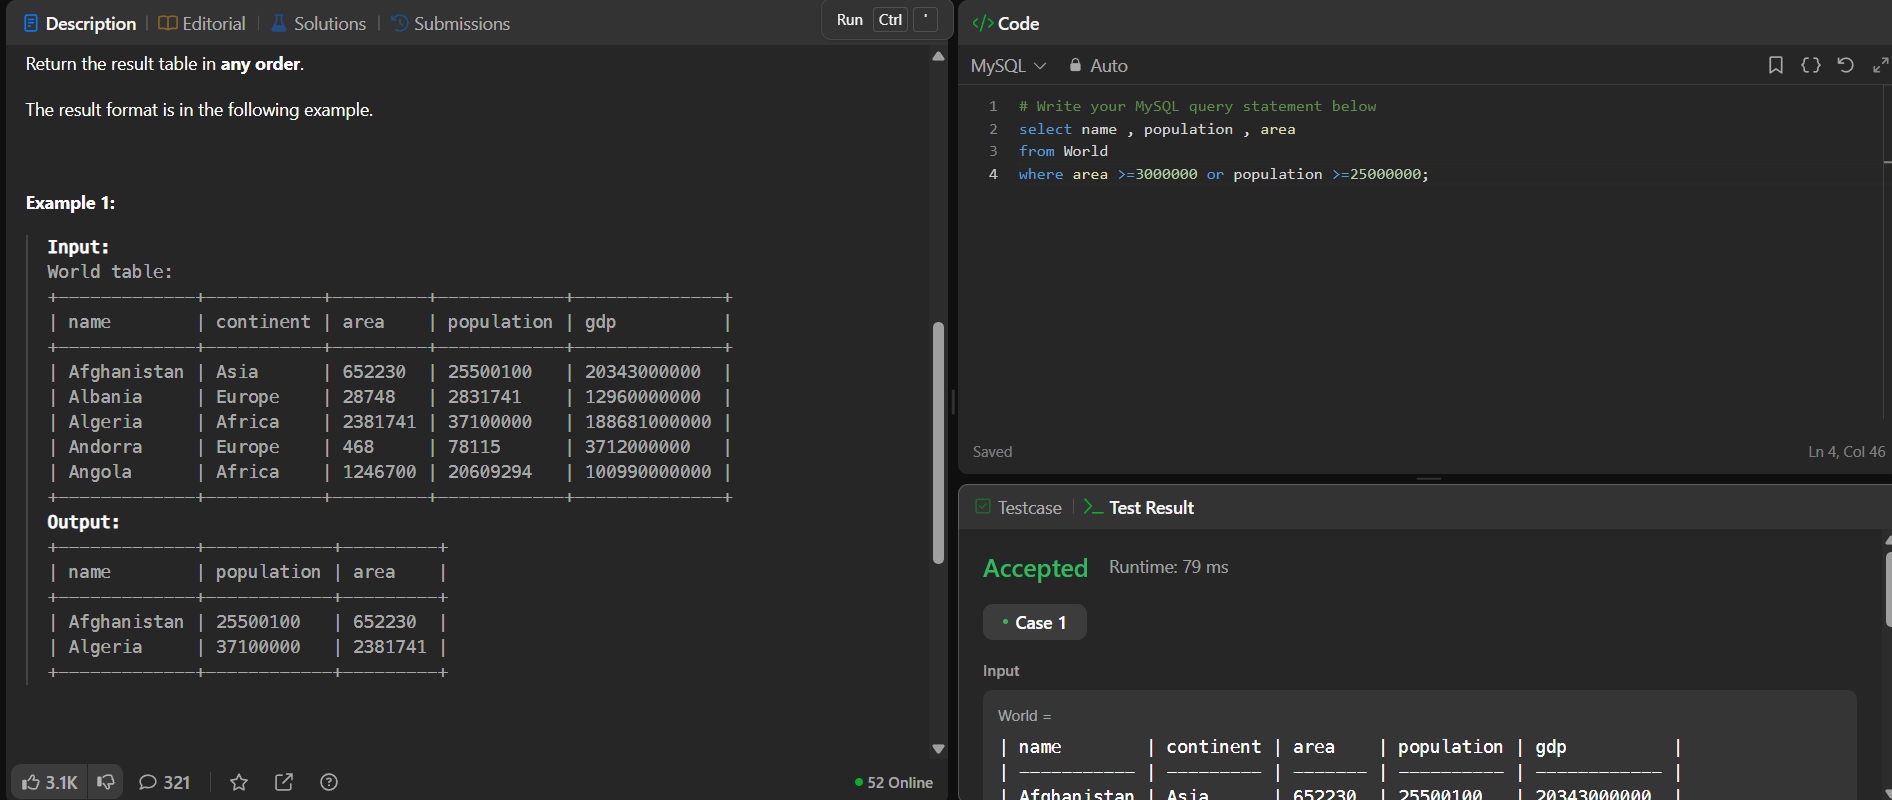 Description
Editorial
Solutions
Submissions
Run Ctrl '
Return the result table in any order.
The result format is in the following example.
Example 1:
Input:
World table:
+-------------+-----------+---------+------------+--------------+
| name        | continent | area    | population | gdp          |
+-------------+-----------+---------+------------+--------------+
| Afghanistan | Asia      | 652230  | 25500100   | 20343000000  |
| Albania     | Europe    | 28748   | 2831741    | 12960000000  |
| Algeria     | Africa    | 2381741 | 37100000   | 188681000000 |
| Andorra     | Europe    | 468     | 78115      | 3712000000   |
| Angola      | Africa    | 1246700 | 20609294   | 100990000000 |
+-------------+-----------+---------+------------+--------------+
Output:
+-------------+------------+---------+
| name        | population | area    |
+-------------+------------+---------+
| Afghanistan | 25500100   | 652230  |
| Algeria     | 37100000   | 2381741 |
+-------------+------------+---------+
3.1K
321
52 Online
</> Code
MySQL
Auto
1 # Write your MySQL query statement below
2 select name , population , area
3 from World
4 where area >=3000000 or population >=25000000;
Saved
Ln 4, Col 46
Testcase
>_ Test Result
Accepted
Runtime: 79 ms
Case 1
Input
World =
| name        | continent | area    | population | gdp          |
| ----------- | --------- | ------- | ---------- | ------------ |
| Afghanistan | Asia      | 652230  | 25500100   | 20343000000  |